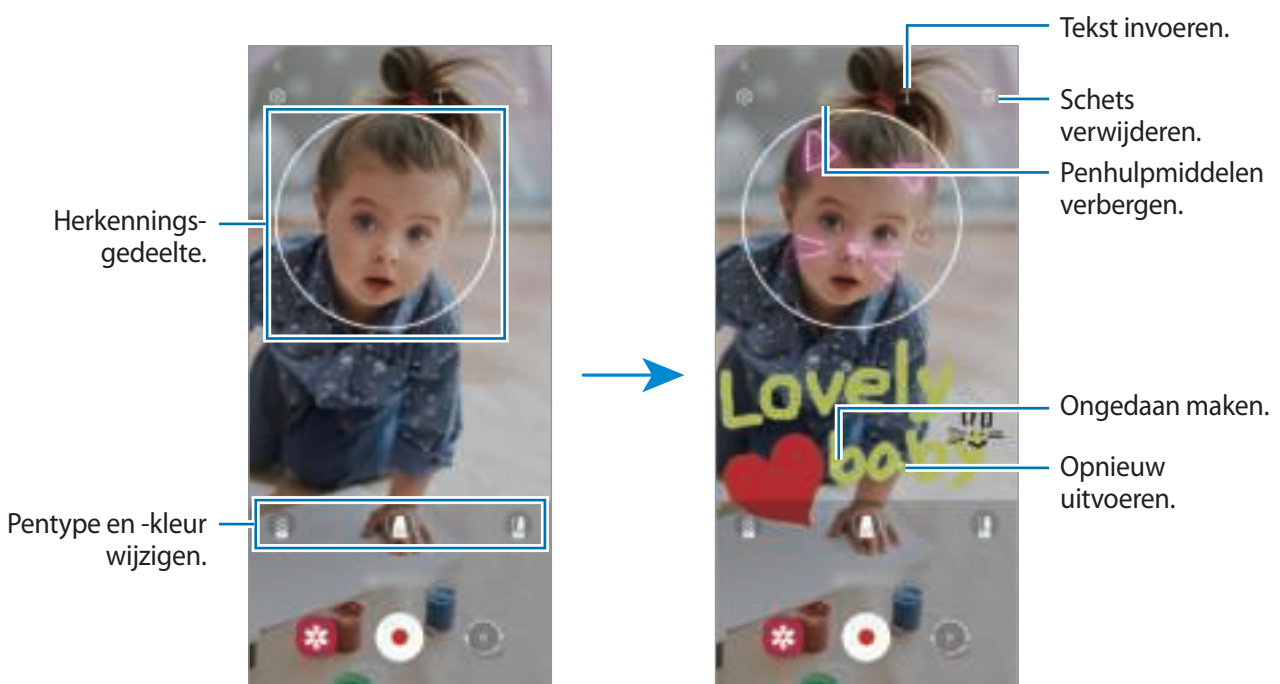 Tekst invoeren.
Schets
verwijderen.
Penhulpmiddelen
verbergen.
Herkennings-
gedeelte.
Lovely
baby
Ongedaan maken.
Opnieuw
uitvoeren.
Pentype en -kleur
wijzigen.